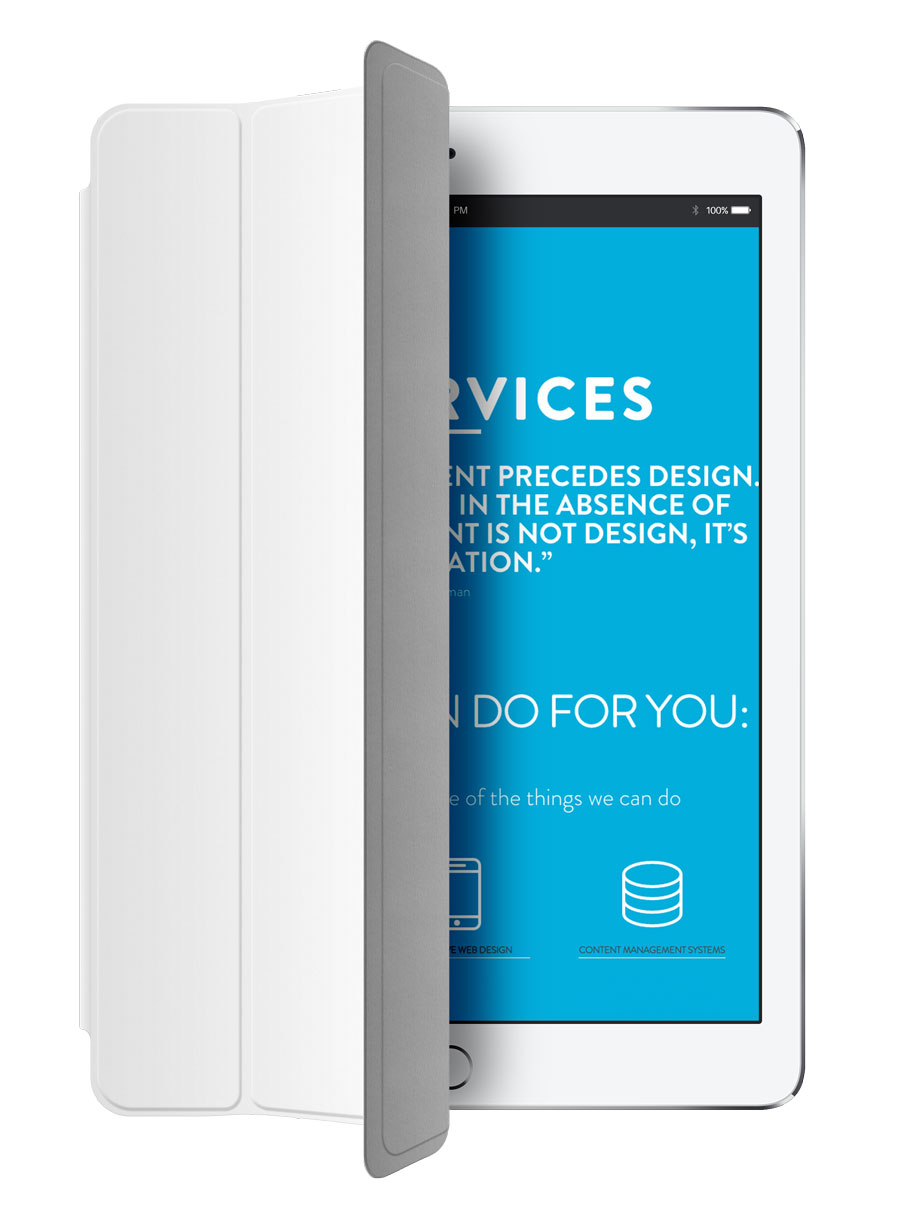 PM 100%
RVICES
ENT PRECEDES DESIGN.
IN THE ABSENCE OF
NT IS NOT DESIGN, IT'S
ATION.”
man
N DO FOR YOU:
e of the things we can do
VE WEB DESIGN CONTENT MANAGEMENT SYSTEMS